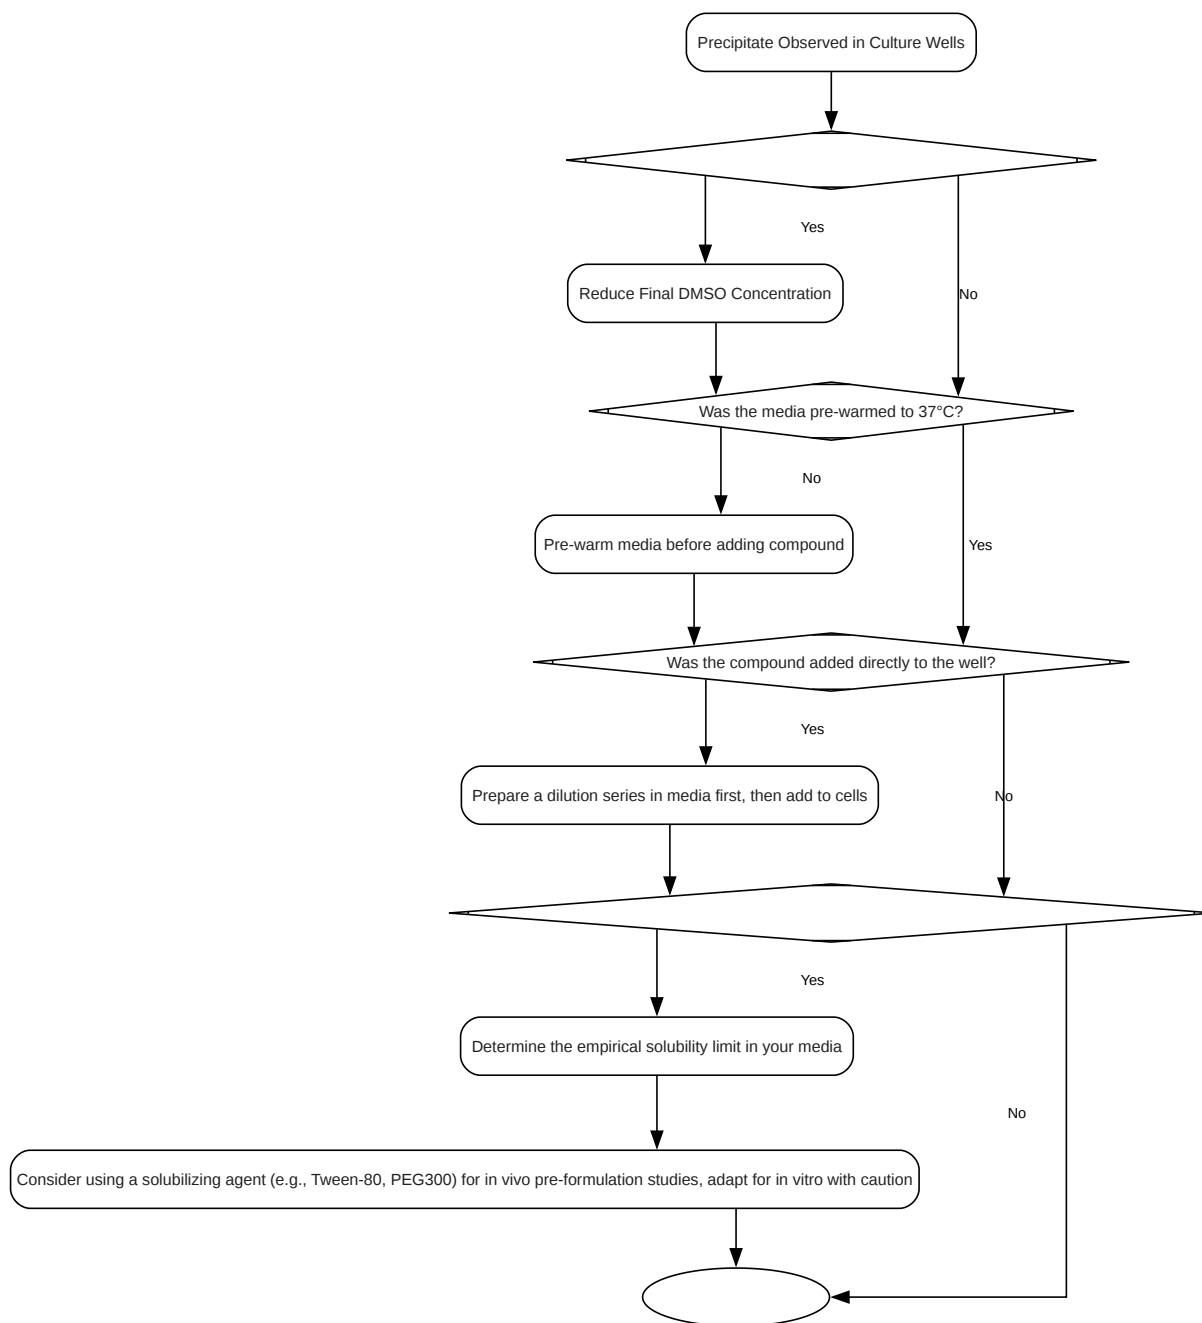 Precipitate Observed in Culture Wells
Yes
Reduce Final DMSO Concentration
No
Was the media pre-warmed to 37°C?
No
Pre-warm media before adding compound
Yes
Was the compound added directly to the well?
Yes
Prepare a dilution series in media first, then add to cells
No
Yes
Determine the empirical solubility limit in your media
No
Consider using a solubilizing agent (e.g., Tween-80, PEG300) for in vivo pre-formulation studies, adapt for in vitro with caution